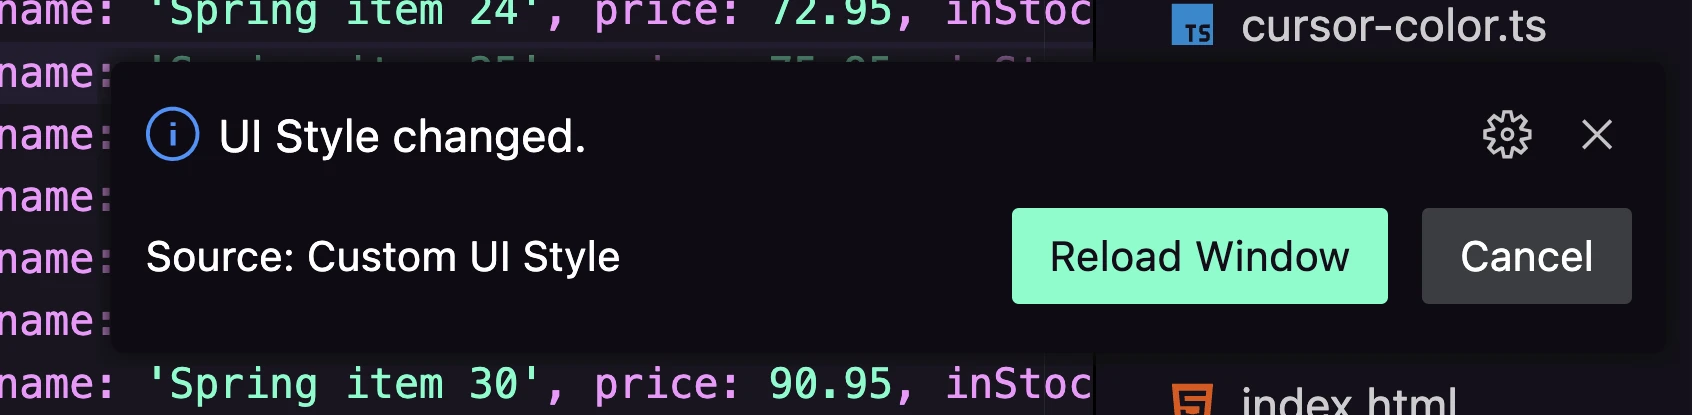 name: 'Spring item 24', price: 72.95, inStoc
cursor-color.ts
name:
UI Style changed.
name:
name:
Source: Custom UI Style
Reload Window
Cancel
name:
name:
name: 'Spring item 30', price: 90.95, inStoc
index.html